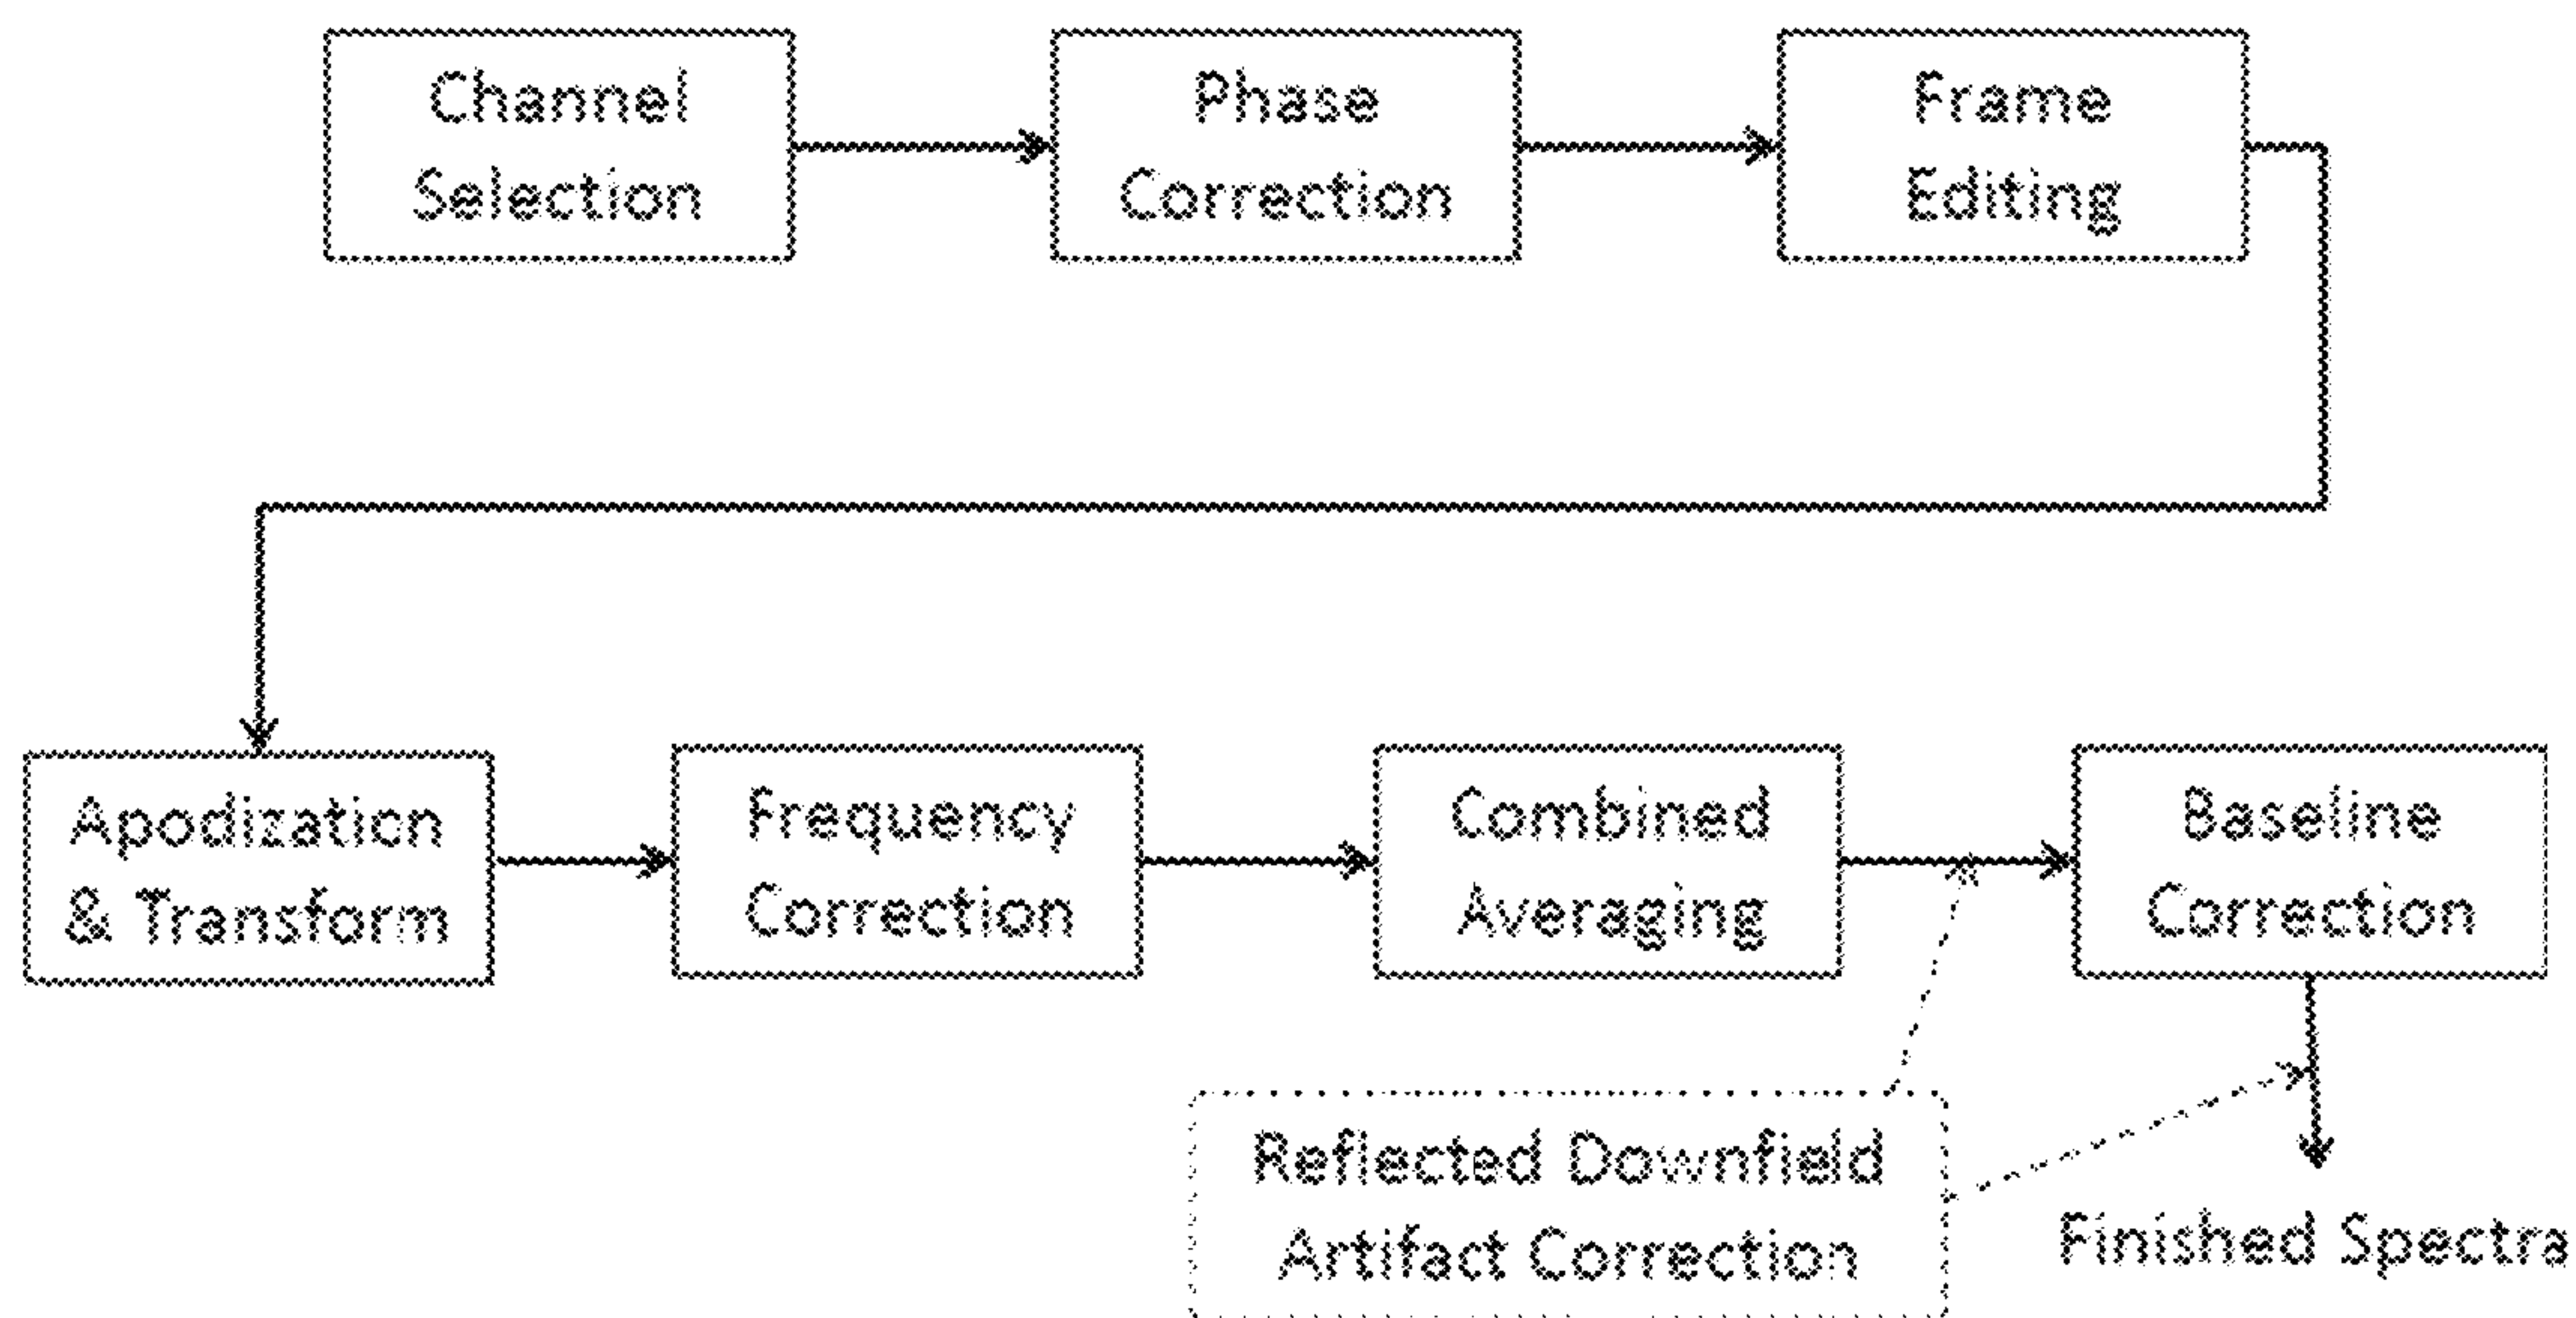 Channel
Selection
Phase
Correction
Frame
Editing
Apodization
& Transform
Frequency
Correction
Combined
Averaging
Baseline
Correction
Reflected Downfield
Artifact Correction
Finished Spectra